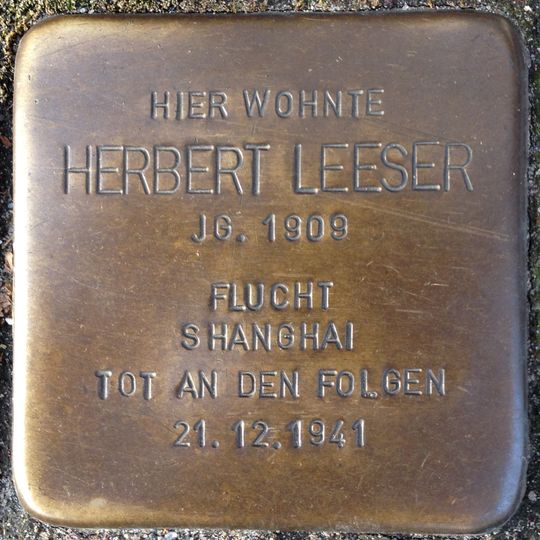 HIER WOHNTE
HERBERT LEESER
JG. 1909
FLUCHT
SHANGHAI
TOT AN DEN FOLGEN
21.12.1941